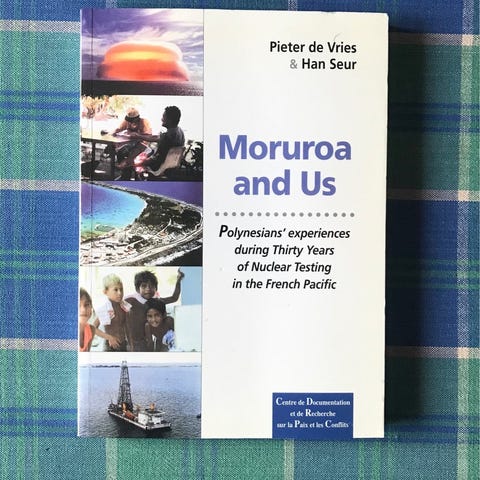 Pieter de Vries
& Han Seur
Moruroa
and Us
Polynesians' experiences
during Thirty Years
of Nuclear Testing
in the French Pacific
Centre de Documentation
et de Recherche
sur la Paix et les Conflits